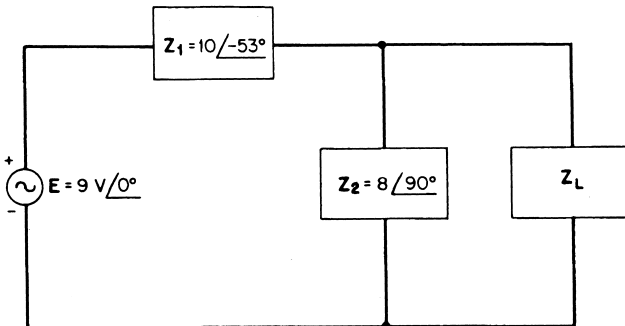 Z₁ = 10 /-53°
+
E = 9 V /0°
-
Z₂ = 8 /90°
Z_L